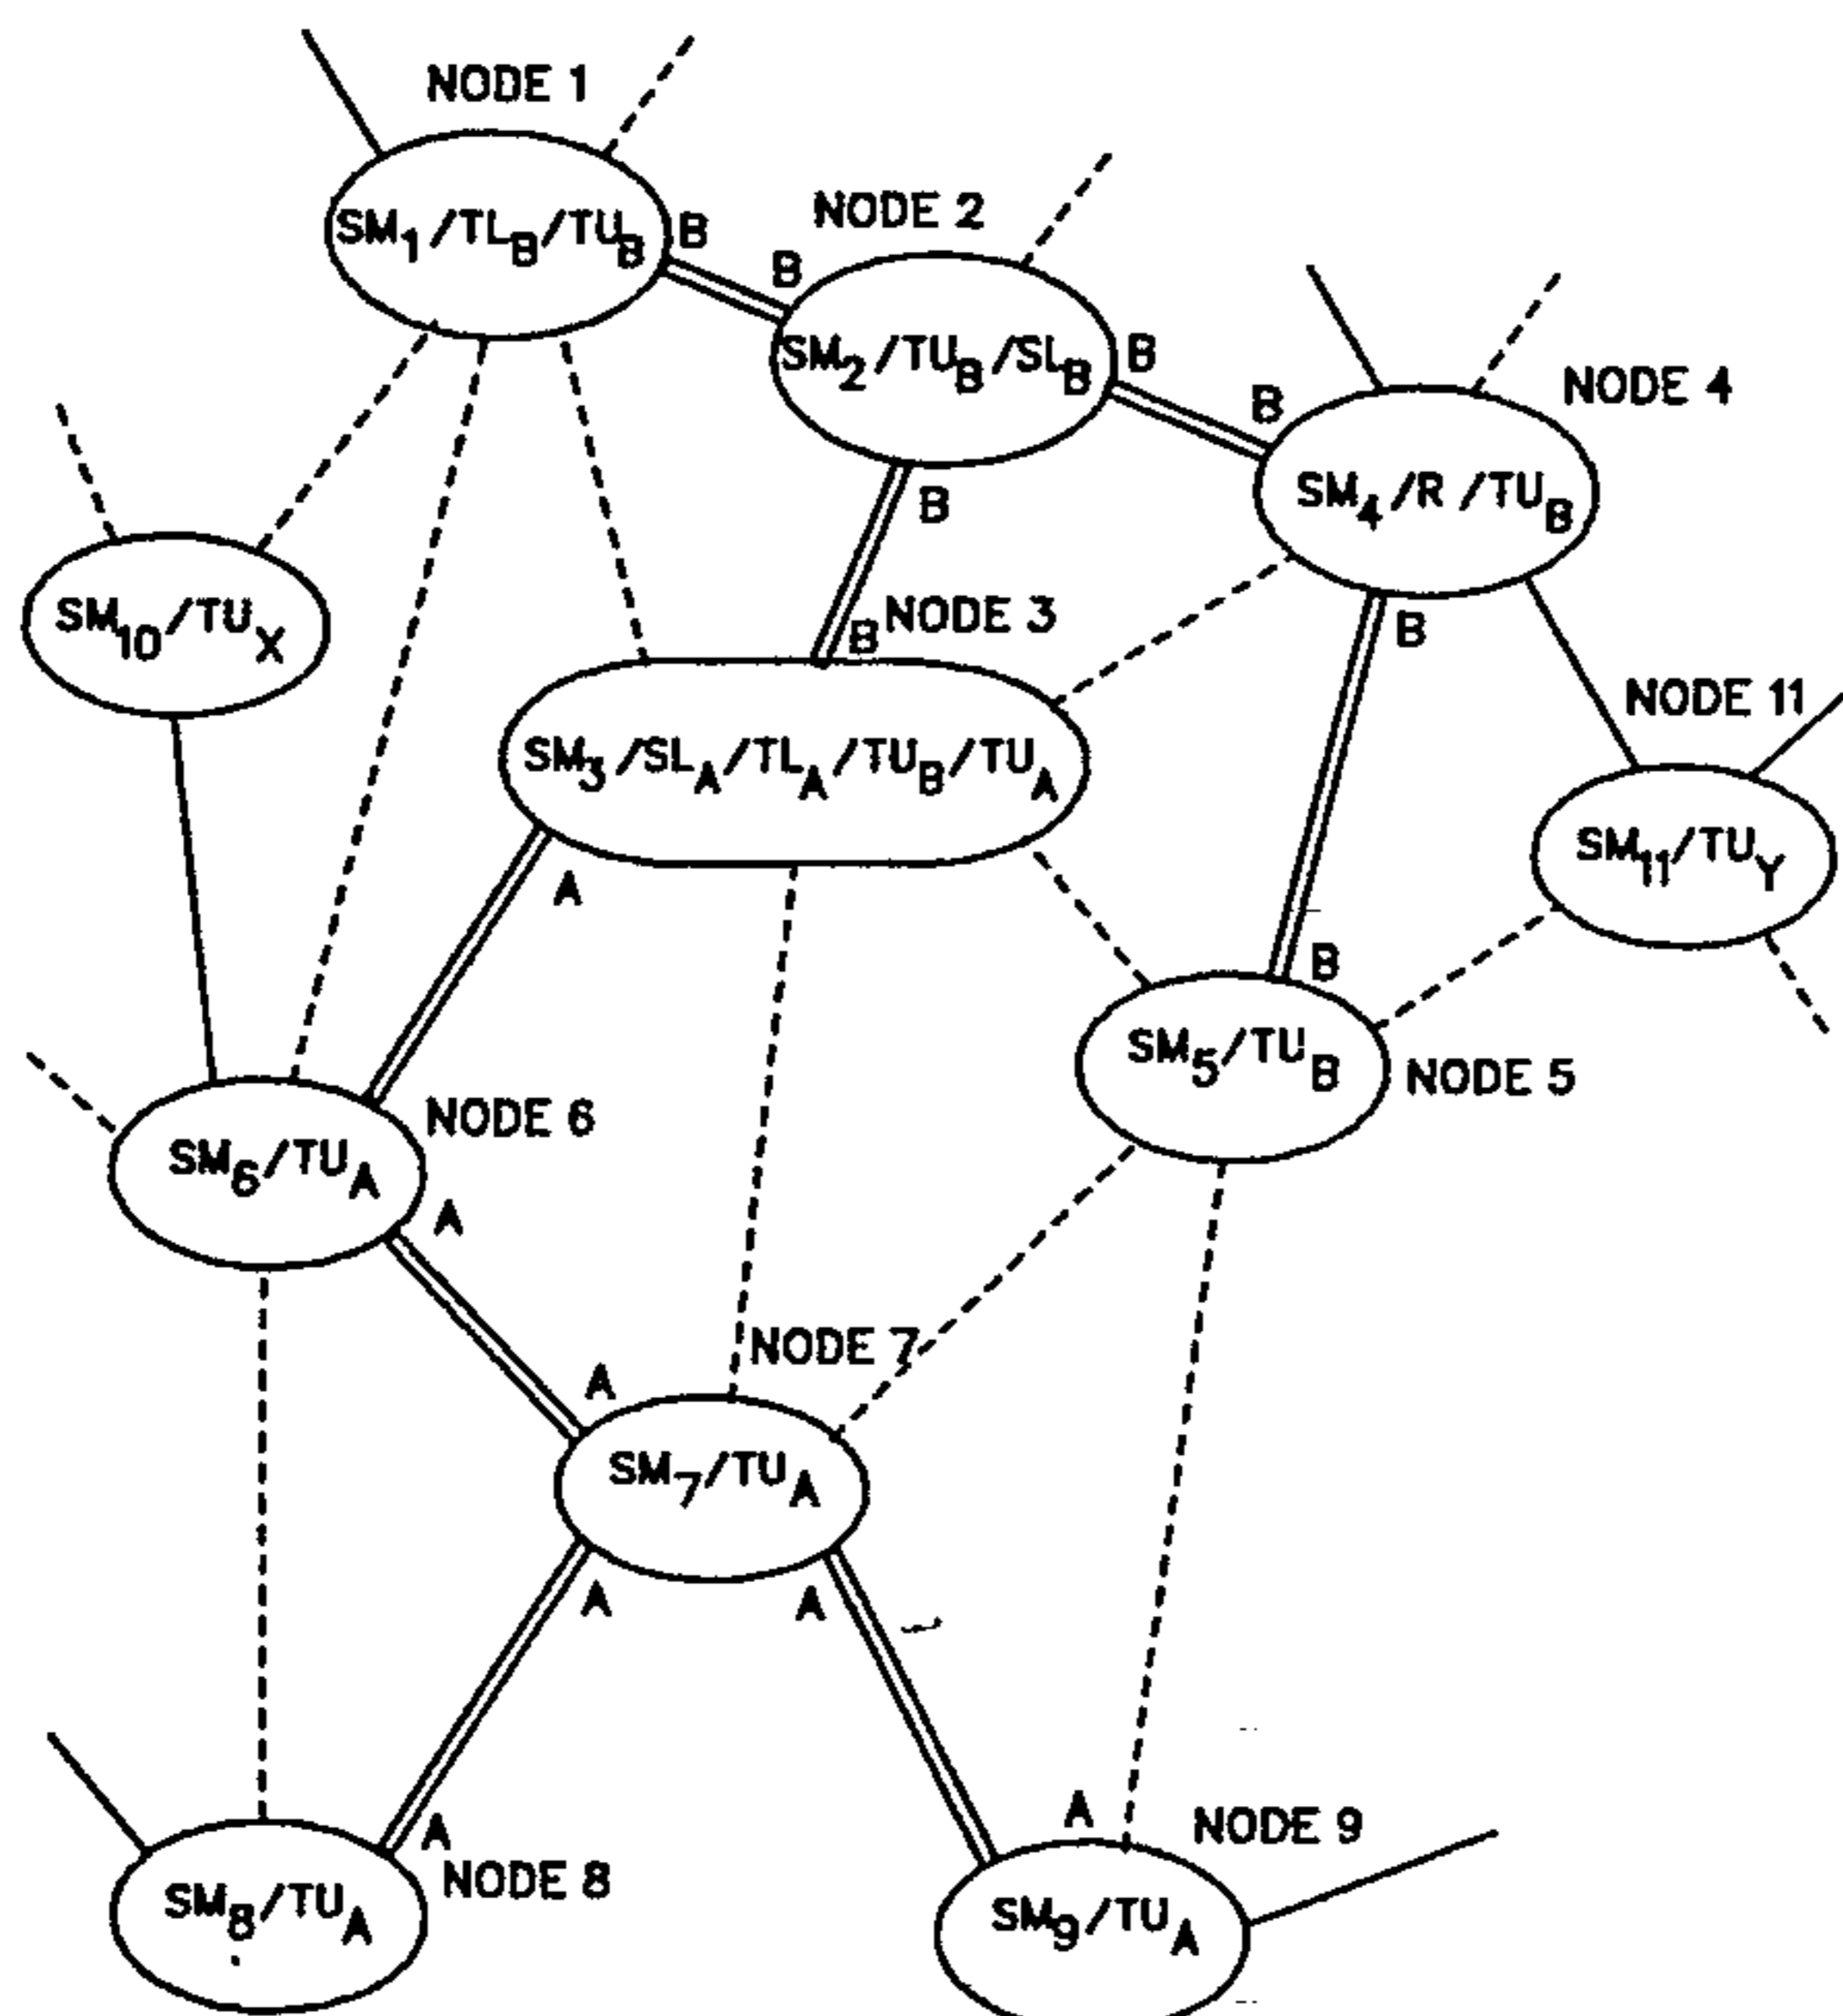 NODE 1
SM1/TLB/TUB
B
B
NODE 2
SM2/TUB/SLB
B
B
NODE 4
SM4/R/TUB
B
B
B
NODE 3
SM10/TUX
SM3/SLA/TLA/TUB/TUA
A
NODE 11
SM11/TUY
B
SM5/TUB
NODE 5
NODE 6
SM6/TUA
A
A
NODE 7
SM7/TUA
A
A
A
NODE 8
SM8/TUA
A
NODE 9
SM9/TUA